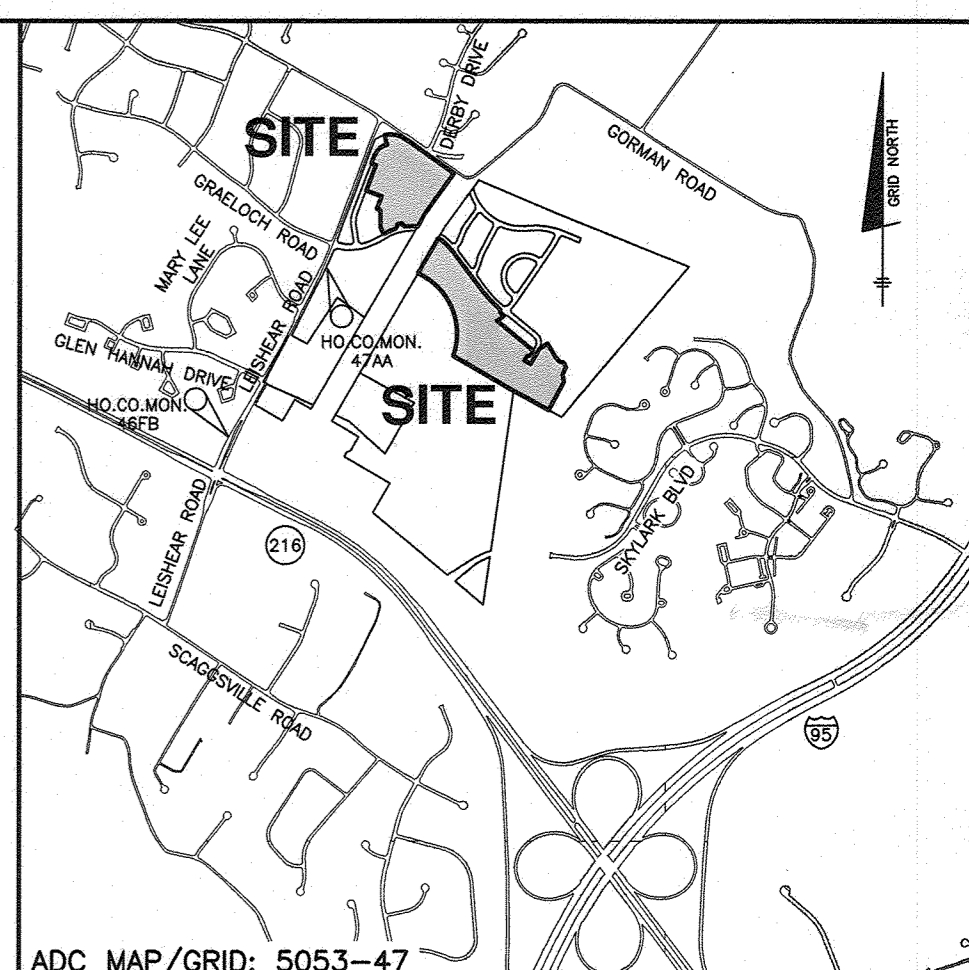 DERBY DRIVE
SITE
GORMAN ROAD
GRID NORTH
GRAELOCH ROAD
MARY LEE
LANE
LEISHEAR ROAD
HO.CO.MON.
47AA
GLEN HANNAH DRIVE
HO.CO.MON.
46FB
SITE
LEISHEAR ROAD
216
SKYLARK BLVD
SCAGGSVILLE ROAD
95
ADC MAP/GRID: 5053-47